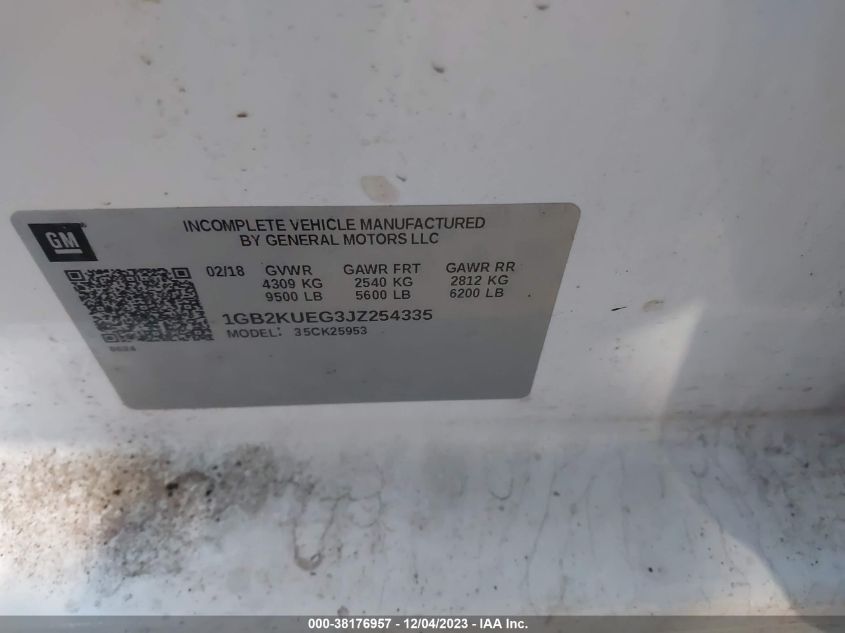 GM
INCOMPLETE VEHICLE MANUFACTURED
BY GENERAL MOTORS LLC
02/18 GVWR GAWR FRT GAWR RR
4309 KG 2540 KG 2812 KG
9500 LB 5600 LB 6200 LB
1GB2KUEG3JZ254335
MODEL: 35CK25953
000-38176957 - 12/04/2023 - IAA Inc.